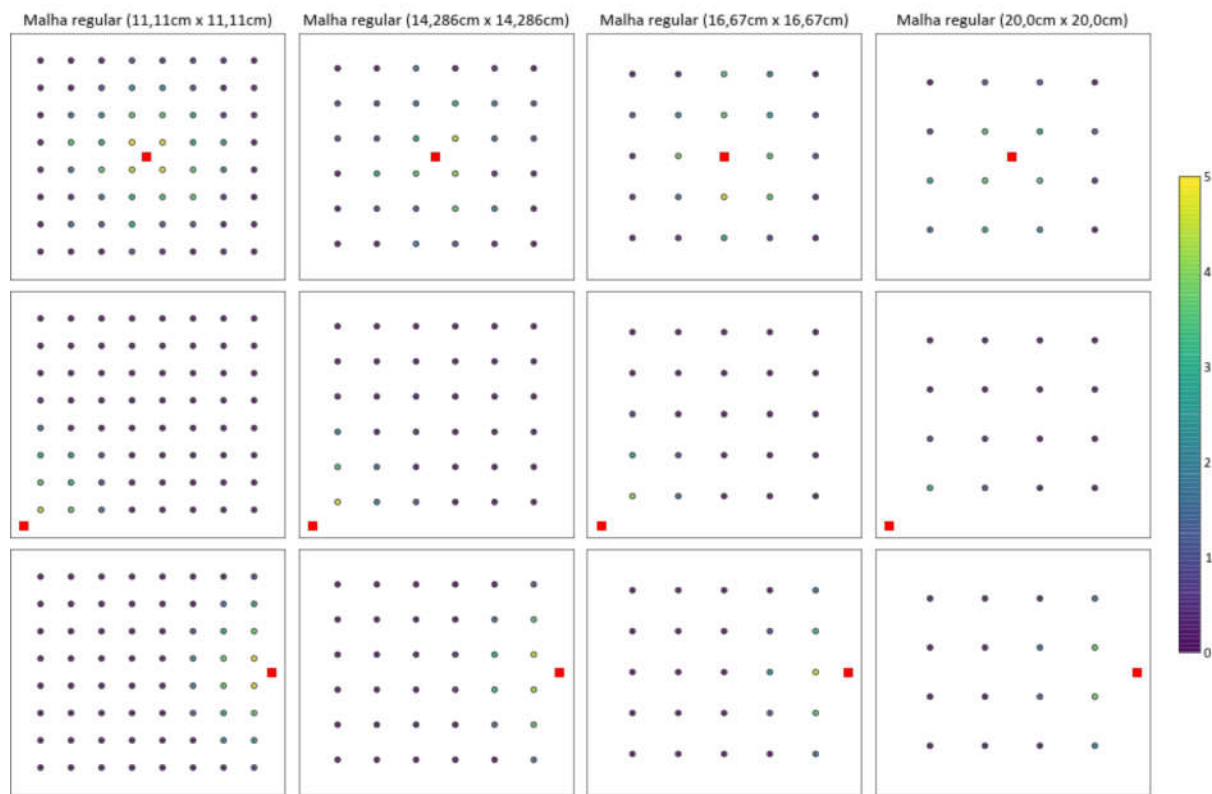 Malha regular (11,11cm x 11,11cm)
Malha regular (14,286cm x 14,286cm)
Malha regular (16,67cm x 16,67cm)
Malha regular (20,0cm x 20,0cm)
5
4
3
2
1
0